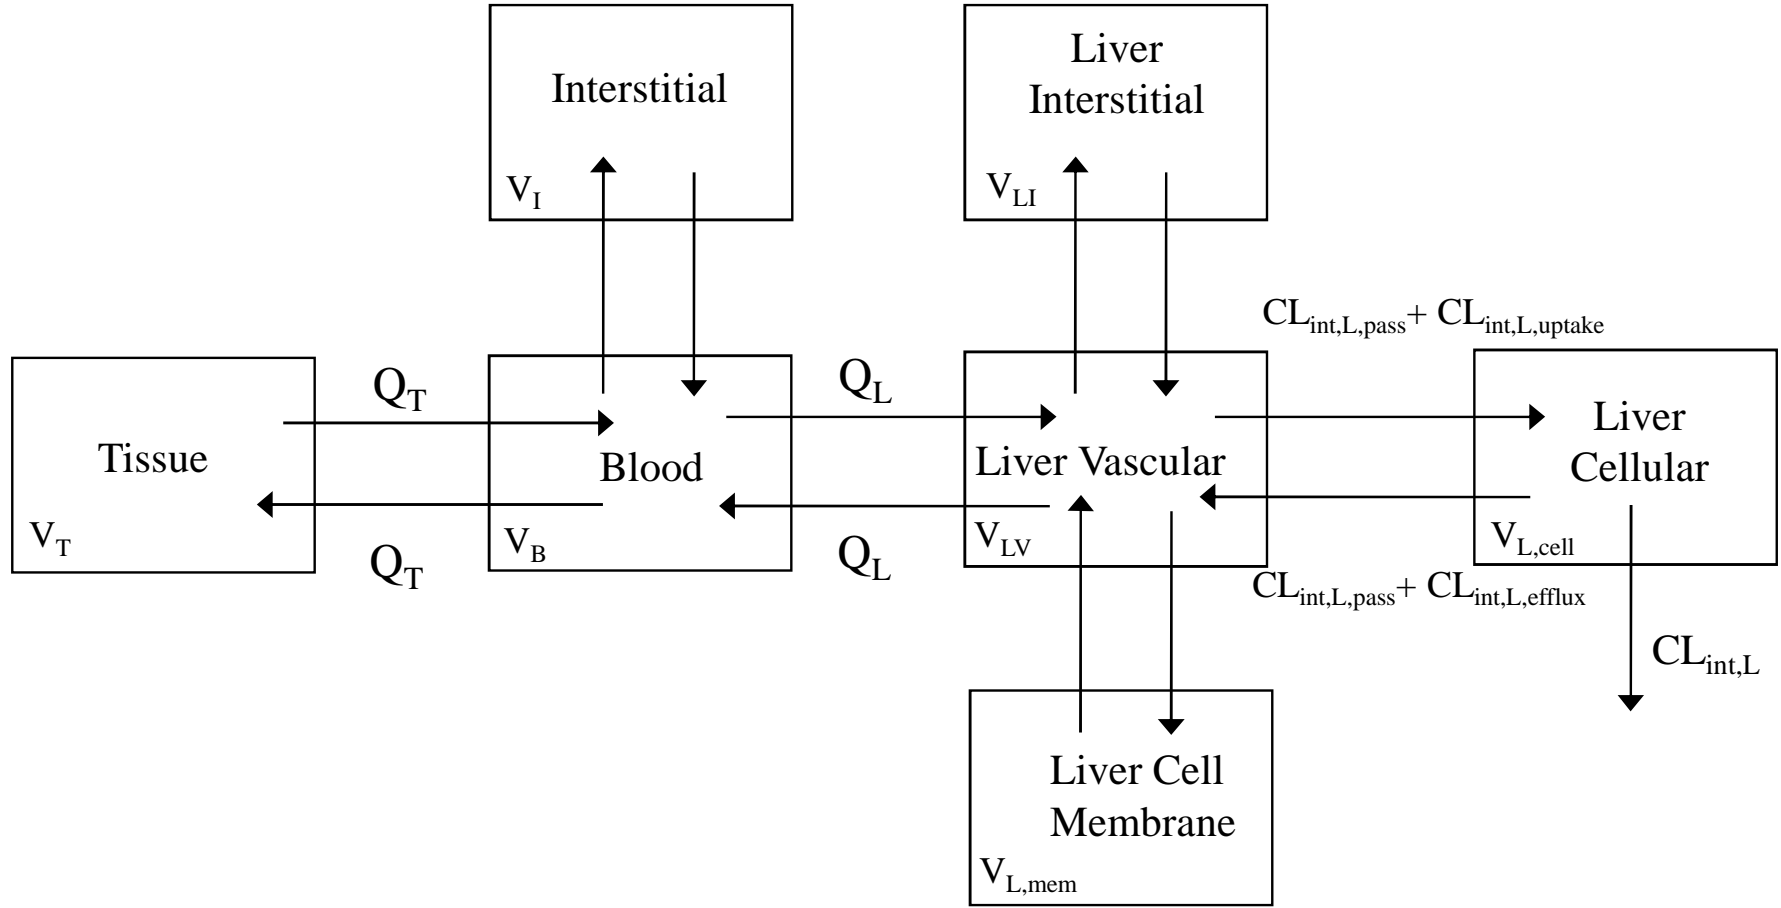 Interstitial
V_I
Liver
Interstitial
V_LI
CL_int,L,pass+ CL_int,L,uptake
Q_T
Q_L
Tissue
Blood
Liver Vascular
Liver
Cellular
V_T
V_B
V_LV
V_L,cell
Q_T
Q_L
CL_int,L,pass+ CL_int,L,efflux
CL_int,L
Liver Cell
Membrane
V_L,mem